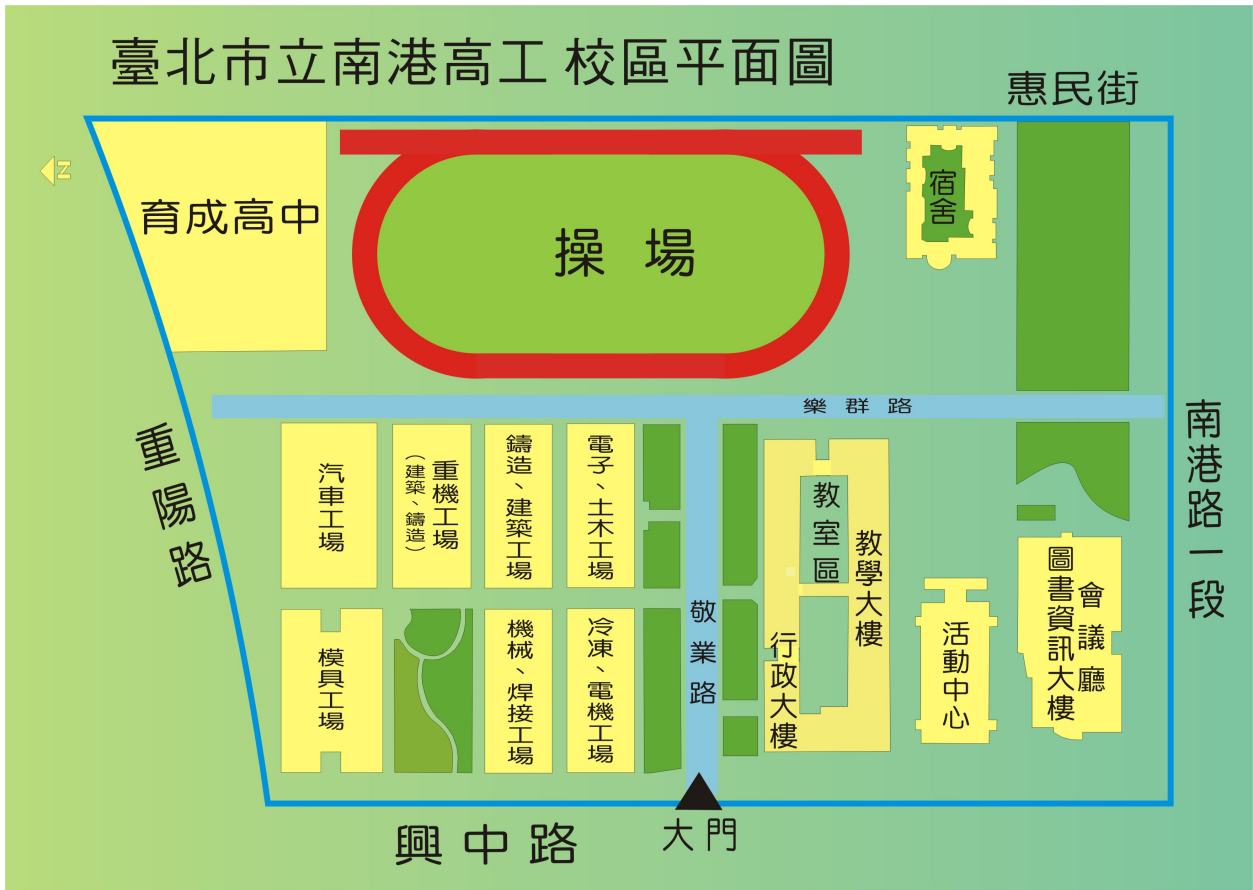 臺北市立南港高工 校區平面圖
惠民街
N
育成高中
操場
宿舍
樂群路
重陽路
南港路一段
汽車工場
重機工場
（建築、鑄造）
鑄造、建築工場
電子、土木工場
教室區
教學大樓
行政大樓
敬業路
模具工場
機械、焊接工場
冷凍、電機工場
活動中心
會議廳
圖書資訊大樓
興中路
大門